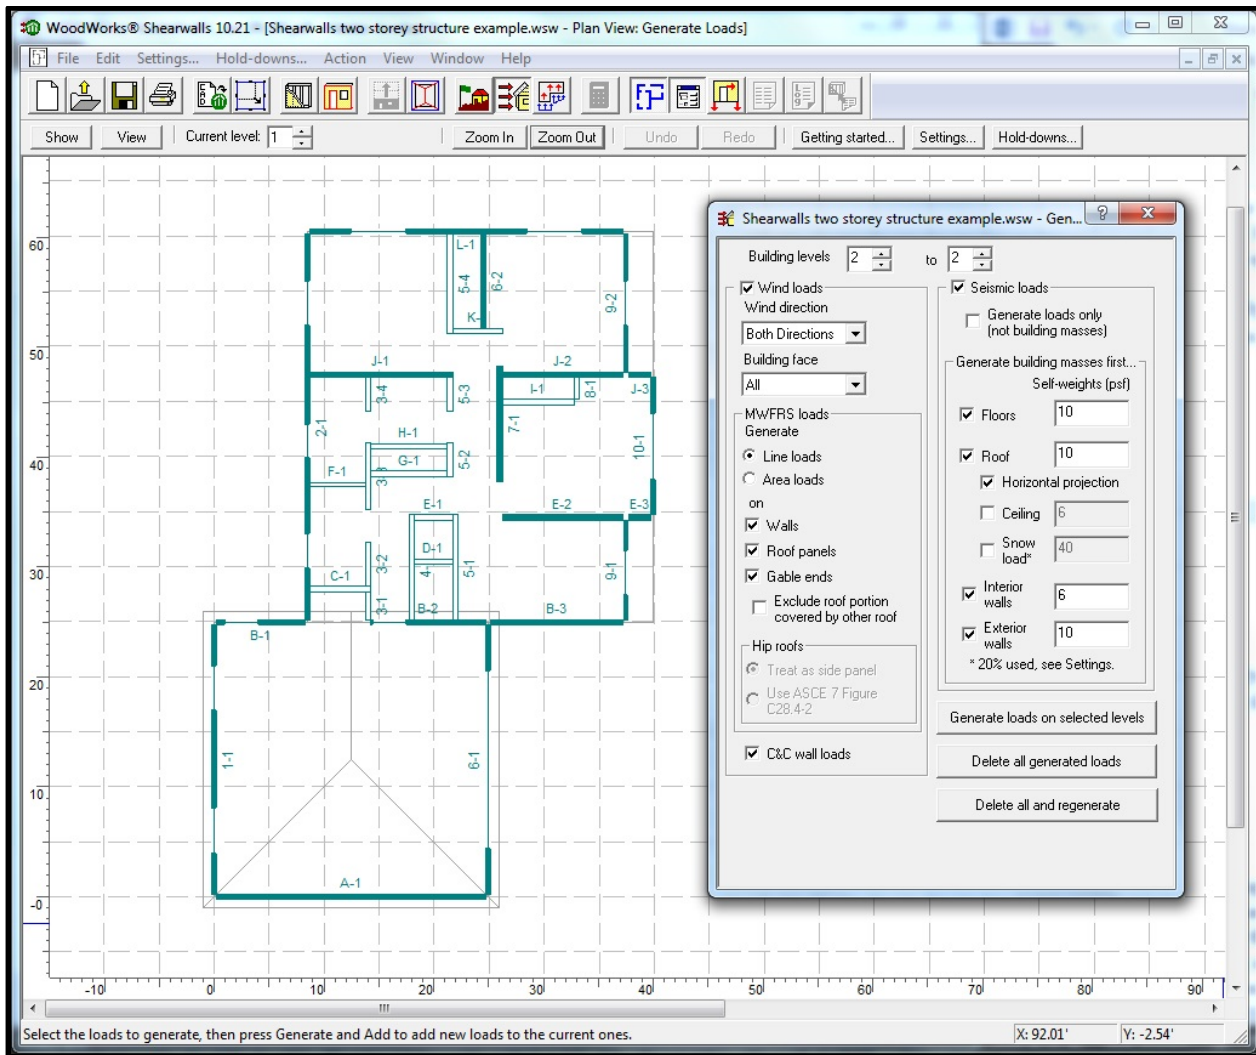 WoodWorks® Shearwalls 10.21 - [Shearwalls two storey structure example.wsw - Plan View: Generate Loads]
File Edit Settings... Hold-downs... Action View Window Help
Show View Current level: 1 Zoom In Zoom Out Undo Redo Getting started... Settings... Hold-downs...
60
50
40
30
20
10
-0
-10 0 10 20 30 40 50 60 70 80 90
L-1
5-4
6-2
9-2
K-
J-1
J-2
3-4
5-3
I-1
8-1
J-3
2-1
7-1
H-1
10-1
G-1
5-2
F-1
3-
E-1
E-2
E-3
D-1
3-2
4-
5-1
9-1
C-1
3-1
B-2
B-3
B-1
1-1
6-1
A-1
Shearwalls two storey structure example.wsw - Gen...
Building levels 2 to 2
Wind loads
Wind direction
Both Directions
Building face
All
MWFRS loads
Generate
Line loads
Area loads
on
Walls
Roof panels
Gable ends
Exclude roof portion
covered by other roof
Hip roofs
Treat as side panel
Use ASCE 7 Figure
C28.4-2
C&C wall loads
Seismic loads
Generate loads only
(not building masses)
Generate building masses first...
Self-weights (psf)
Floors 10
Roof 10
Horizontal projection
Ceiling 6
Snow
load* 40
Interior
walls 6
Exterior
walls 10
* 20% used, see Settings.
Generate loads on selected levels
Delete all generated loads
Delete all and regenerate
Select the loads to generate, then press Generate and Add to add new loads to the current ones.
X: 92.01' Y: -2.54'